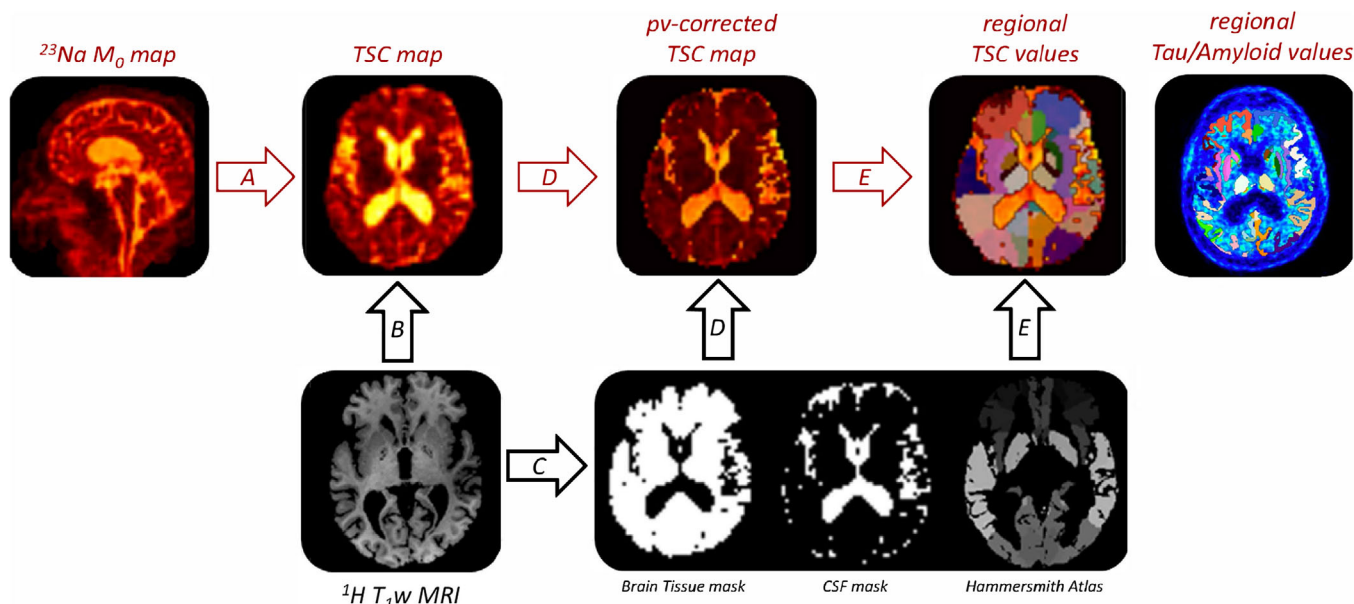 ²³Na M₀ map
TSC map
pv-corrected
TSC map
regional
TSC values
regional
Tau/Amyloid values
A
D
E
B
D
E
C
¹H T₁w MRI
Brain Tissue mask
CSF mask
Hammersmith Atlas